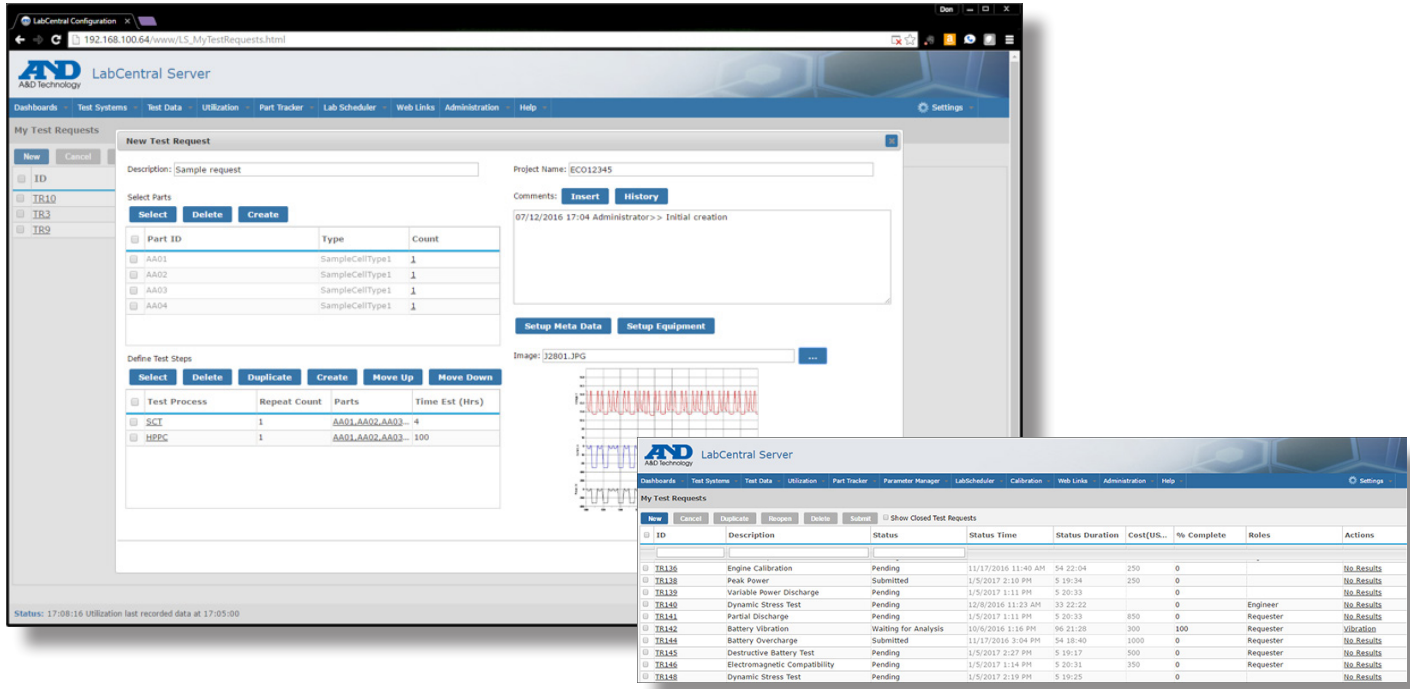 LabCentral Configuration
Don
192.168.100.64/www/LS_MyTestRequests.html
AND
A&D Technology
LabCentral Server
Dashboards Test Systems Test Data Utilization Part Tracker Lab Scheduler Web Links Administration Help Settings
My Test Requests
New Cancel
ID
TR10
TR3
TR9
New Test Request
Description: Sample request
Project Name: ECO12345
Select Parts
Select Delete Create
Comments: Insert History
07/12/2016 17:04 Administrator>> Initial creation
Part ID Type Count
AA01 SampleCellType1 1
AA02 SampleCellType1 1
AA03 SampleCellType1 1
AA04 SampleCellType1 1
Setup Meta Data Setup Equipment
Define Test Steps
Image: J2801.JPG ...
Select Delete Duplicate Create Move Up Move Down
Test Process Repeat Count Parts Time Est (Hrs)
SCT 1 AA01,AA02,AA03... 4
HPPC 1 AA01,AA02,AA03... 100
Status: 17:08:16 Utilization last recorded data at 17:05:00
AND
A&D Technology
LabCentral Server
Dashboards Test Systems Test Data Utilization Part Tracker Parameter Manager LabScheduler Calibration Web Links Administration Help Settings
My Test Requests
New Cancel Duplicate Reopen Delete Submit Show Closed Test Requests
ID Description Status Status Time Status Duration Cost(US... % Complete Roles Actions
TR136 Engine Calibration Pending 11/17/2016 11:40 AM 54 22:04 250 0 No Results
TR138 Peak Power Submitted 1/5/2017 2:10 PM 5 19:34 250 0 No Results
TR139 Variable Power Discharge Pending 1/5/2017 1:11 PM 5 20:33 0 No Results
TR140 Dynamic Stress Test Pending 12/8/2016 11:23 AM 33 22:22 0 Engineer No Results
TR141 Partial Discharge Pending 1/5/2017 1:11 PM 5 20:33 850 0 Requester No Results
TR142 Battery Vibration Waiting for Analysis 10/6/2016 1:16 PM 96 21:28 300 100 Requester Vibration
TR144 Battery Overcharge Submitted 11/17/2016 3:04 PM 54 18:40 1000 0 Requester No Results
TR145 Destructive Battery Test Pending 1/5/2017 2:27 PM 5 19:17 500 0 Requester No Results
TR146 Electromagnetic Compatibility Pending 1/5/2017 1:14 PM 5 20:31 350 0 Requester No Results
TR148 Dynamic Stress Test Pending 1/5/2017 2:19 PM 5 19:25 0 No Results